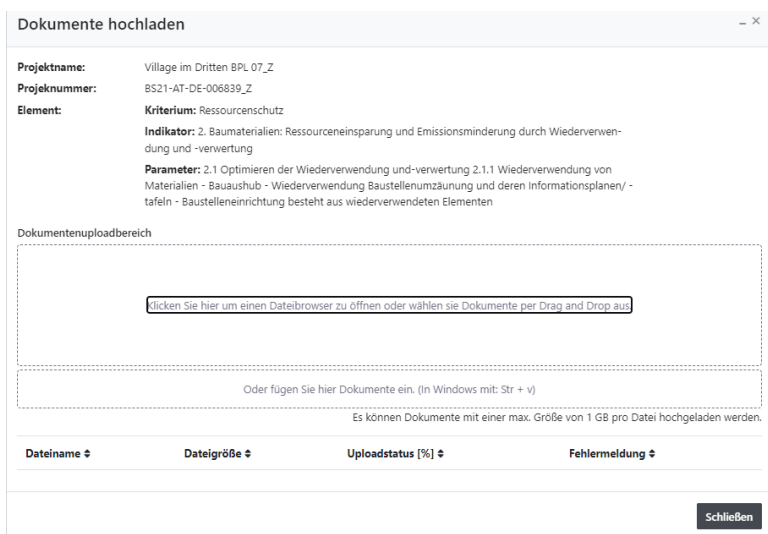 Dokumente hochladen
Projektname: Village im Dritten BPL 07_Z
Projeknummer: BS21-AT-DE-006839_Z
Element: Kriterium: Ressourcenschutz
Indikator: 2. Baumaterialien: Ressourceneinsparung und Emissionsminderung durch Wiederverwen-
dung und -verwertung
Parameter: 2.1 Optimieren der Wiederverwendung und-verwertung 2.1.1 Wiederverwendung von
Materialien - Bauaushub - Wiederverwendung Baustellenumzäunung und deren Informationsplanen/ -
tafeln - Baustelleneinrichtung besteht aus wiederverwendeten Elementen
Dokumentenuploadbereich
Klicken Sie hier um einen Dateibrowser zu öffnen oder wählen sie Dokumente per Drag and Drop aus.
Oder fügen Sie hier Dokumente ein. (In Windows mit: Str + v)
Es können Dokumente mit einer max. Größe von 1 GB pro Datei hochgeladen werden.
Dateiname Dateigröße Uploadstatus [%] Fehlermeldung
Schließen